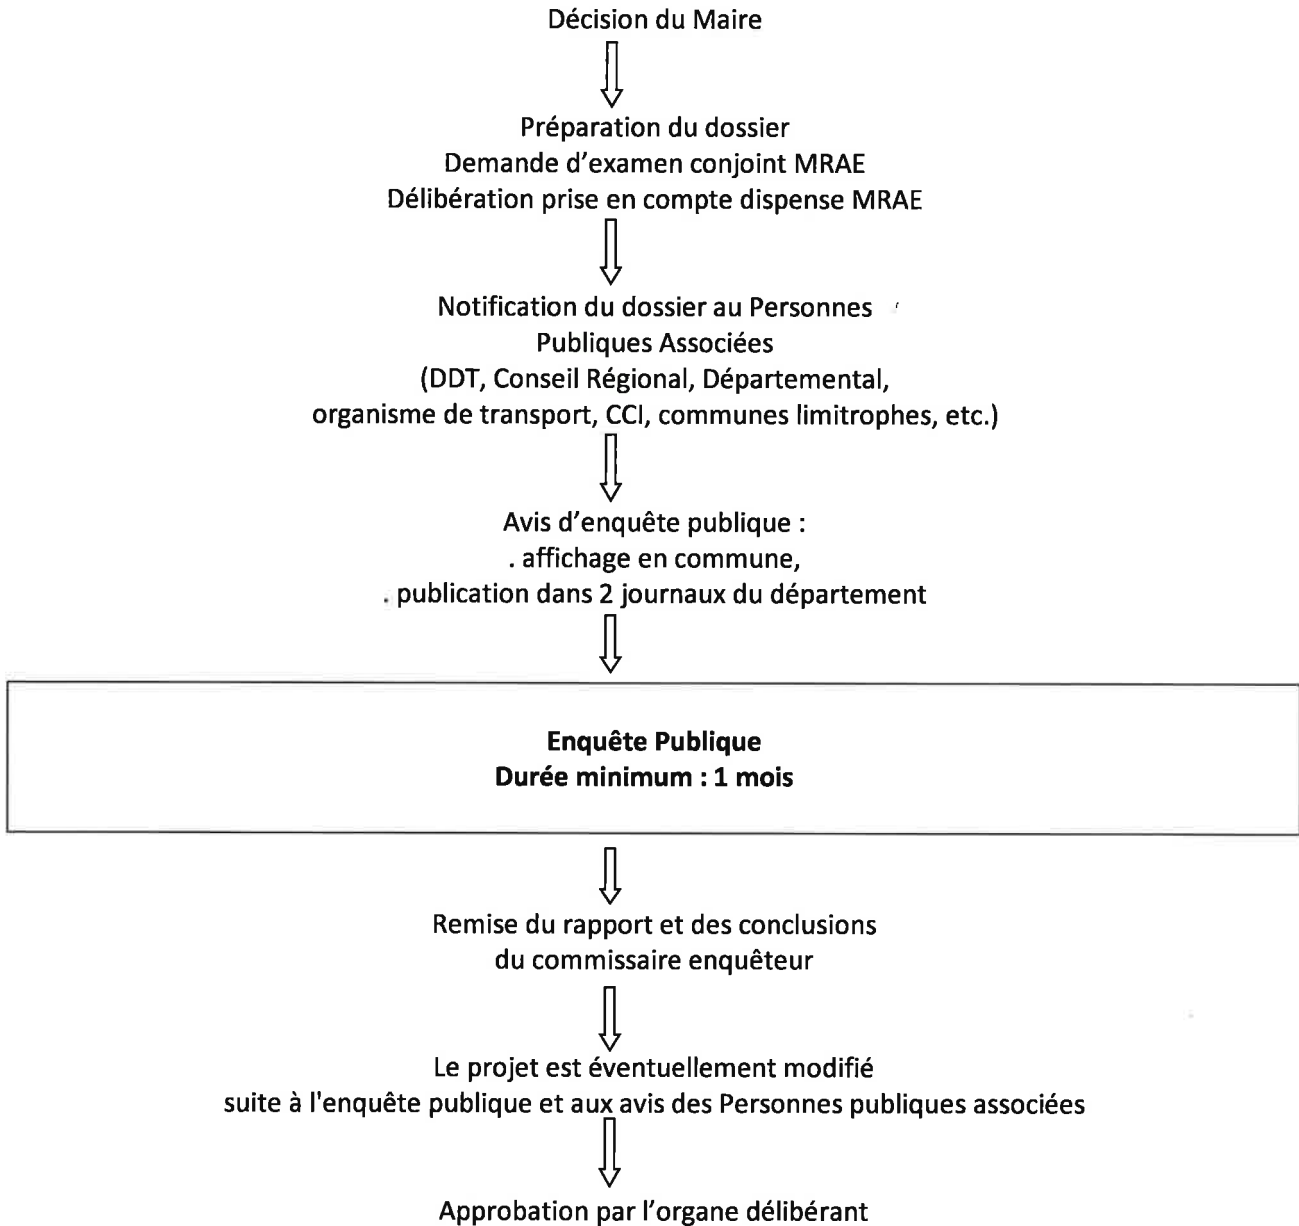 Décision du Maire
Préparation du dossier
Demande d’examen conjoint MRAE
Délibération prise en compte dispense MRAE
Notification du dossier au Personnes
Publiques Associées
(DDT, Conseil Régional, Départemental,
organisme de transport, CCI, communes limitrophes, etc.)
Avis d’enquête publique :
. affichage en commune,
. publication dans 2 journaux du département
Enquête Publique
Durée minimum : 1 mois
Remise du rapport et des conclusions
du commissaire enquêteur
Le projet est éventuellement modifié
suite à l'enquête publique et aux avis des Personnes publiques associées
Approbation par l’organe délibérant